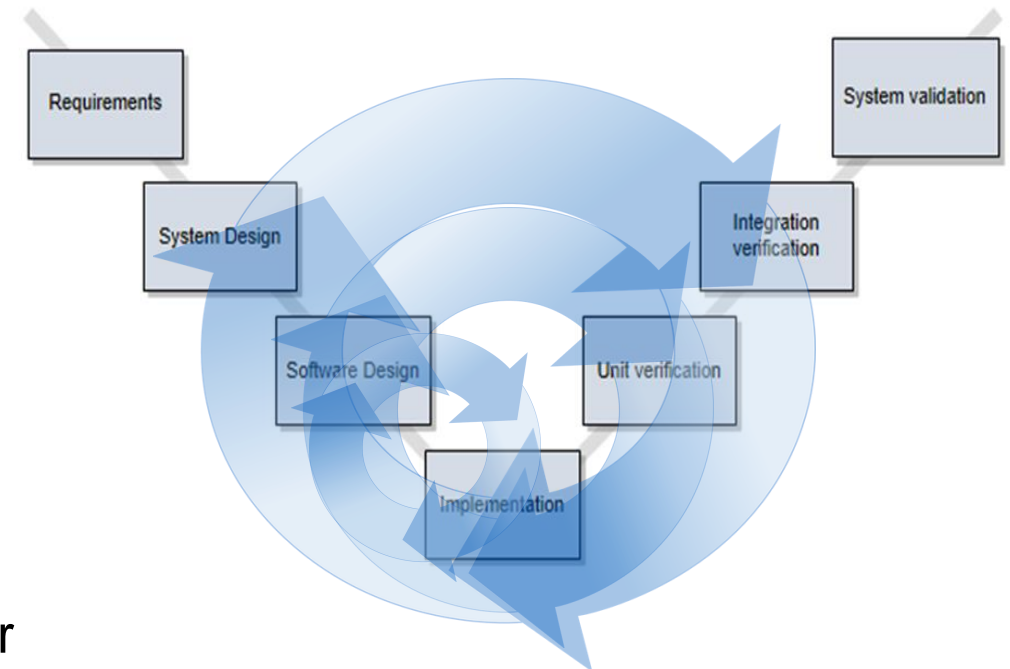 Requirements
System validation
System Design
Integration
verification
Software Design
Unit verification
Implementation
r